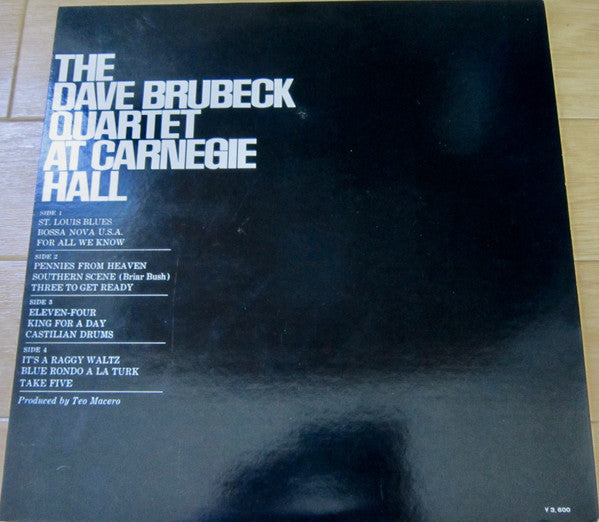 THE
DAVE BRUBECK
QUARTET
AT CARNEGIE
HALL
SIDE 1
ST. LOUIS BLUES
BOSSA NOVA U.S.A.
FOR ALL WE KNOW
SIDE 2
PENNIES FROM HEAVEN
SOUTHERN SCENE (Briar Bush)
THREE TO GET READY
SIDE 3
ELEVEN-FOUR
KING FOR A DAY
CASTILIAN DRUMS
SIDE 4
IT'S A RAGGY WALTZ
BLUE RONDO A LA TURK
TAKE FIVE
Produced by Teo Macero
¥3,600